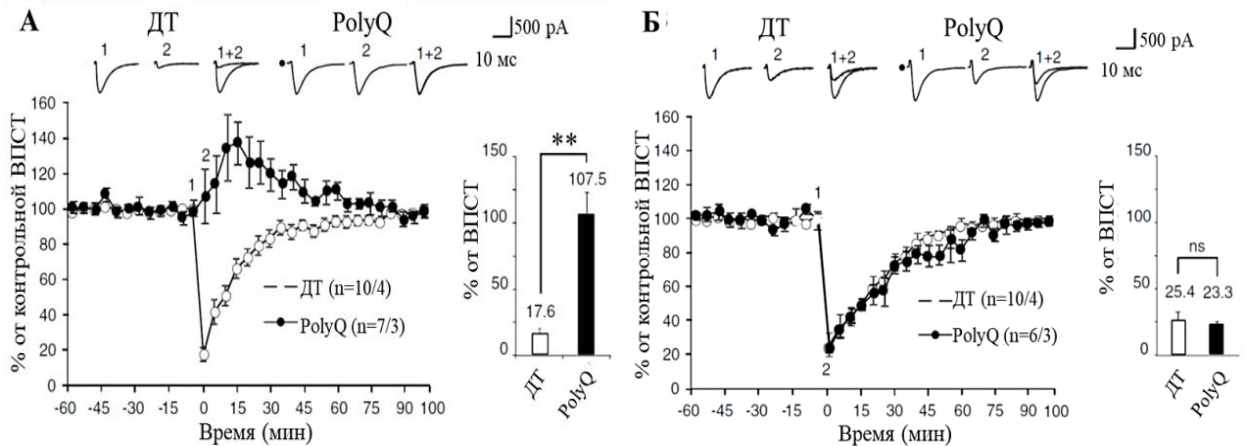 А
ДТ
PolyQ
500 pA
10 мс
1
2
1+2
1
2
1+2
% от контрольной ВПСТ
160
140
120
100
80
60
40
20
0
1
2
ДТ (n=10/4)
PolyQ (n=7/3)
-60 -45 -30 -15 0 15 30 45 60 75 90 100
Время (мин)
% от ВПСТ
150
100
50
0
**
17.6
107.5
ДТ
PolyQ
Б
ДТ
PolyQ
500 pA
10 мс
1
2
1+2
1
2
1+2
% от контрольной ВПСТ
160
140
120
100
80
60
40
20
0
1
2
ДТ (n=10/4)
PolyQ (n=6/3)
-60 -45 -30 -15 0 15 30 45 60 75 90 100
Время (мин)
% от ВПСТ
150
100
50
0
ns
25.4 23.3
ДТ
PolyQ